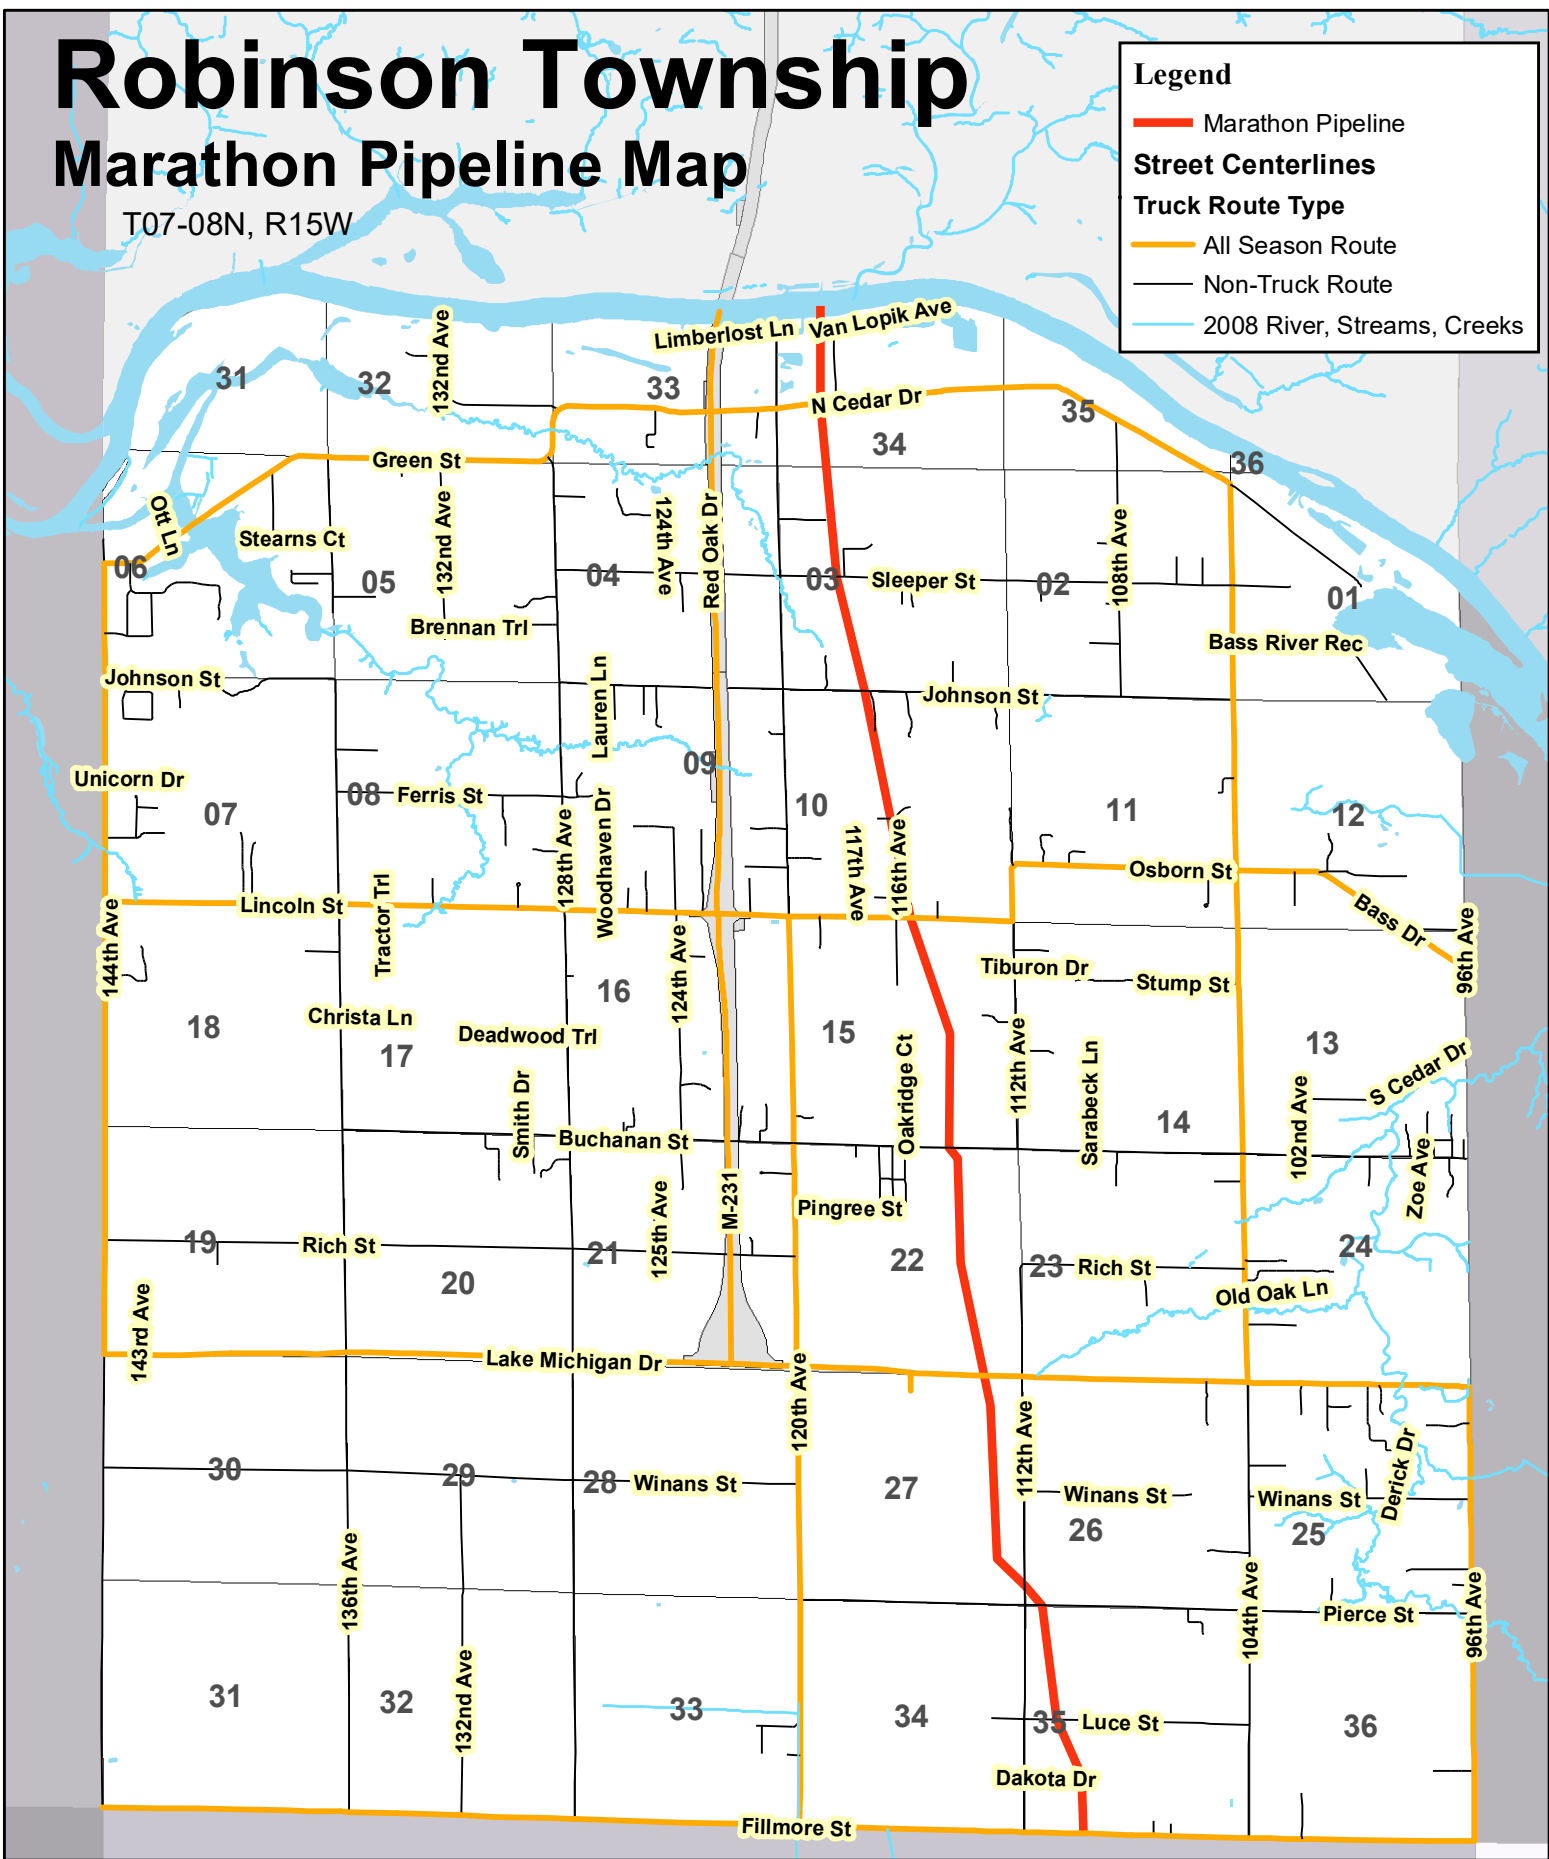 Robinson Township
Marathon Pipeline Map
T07-08N, R15W
Legend
Marathon Pipeline
Street Centerlines
Truck Route Type
All Season Route
Non-Truck Route
2008 River, Streams, Creeks
Limberlost Ln
Van Lopik Ave
132nd Ave
31
32
33
N Cedar Dr
35
34
Green St
36
Ott Ln
Stearns Ct
132nd Ave
124th Ave
Red Oak Dr
108th Ave
06
05
04
03
Sleeper St
02
01
Brennan Trl
Bass River Rec
Johnson St
Lauren Ln
Johnson St
Unicorn Dr
09
07
08
Ferris St
128th Ave
Woodhaven Dr
10
117th Ave
116th Ave
11
12
Osborn St
144th Ave
Lincoln St
Tractor Trl
124th Ave
Bass Dr
96th Ave
Tiburon Dr
Stump St
16
18
Christa Ln
17
Deadwood Trl
15
Oakridge Ct
112th Ave
Sarabeck Ln
13
S Cedar Dr
Smith Dr
Buchanan St
14
102nd Ave
Zoe Ave
125th Ave
M-231
Pingree St
19
Rich St
21
20
22
23
Rich St
24
Old Oak Ln
143rd Ave
Lake Michigan Dr
120th Ave
112th Ave
Derick Dr
30
29
28
Winans St
27
Winans St
Winans St
26
25
136th Ave
104th Ave
96th Ave
Pierce St
132nd Ave
31
32
33
34
35
Luce St
36
Dakota Dr
Fillmore St